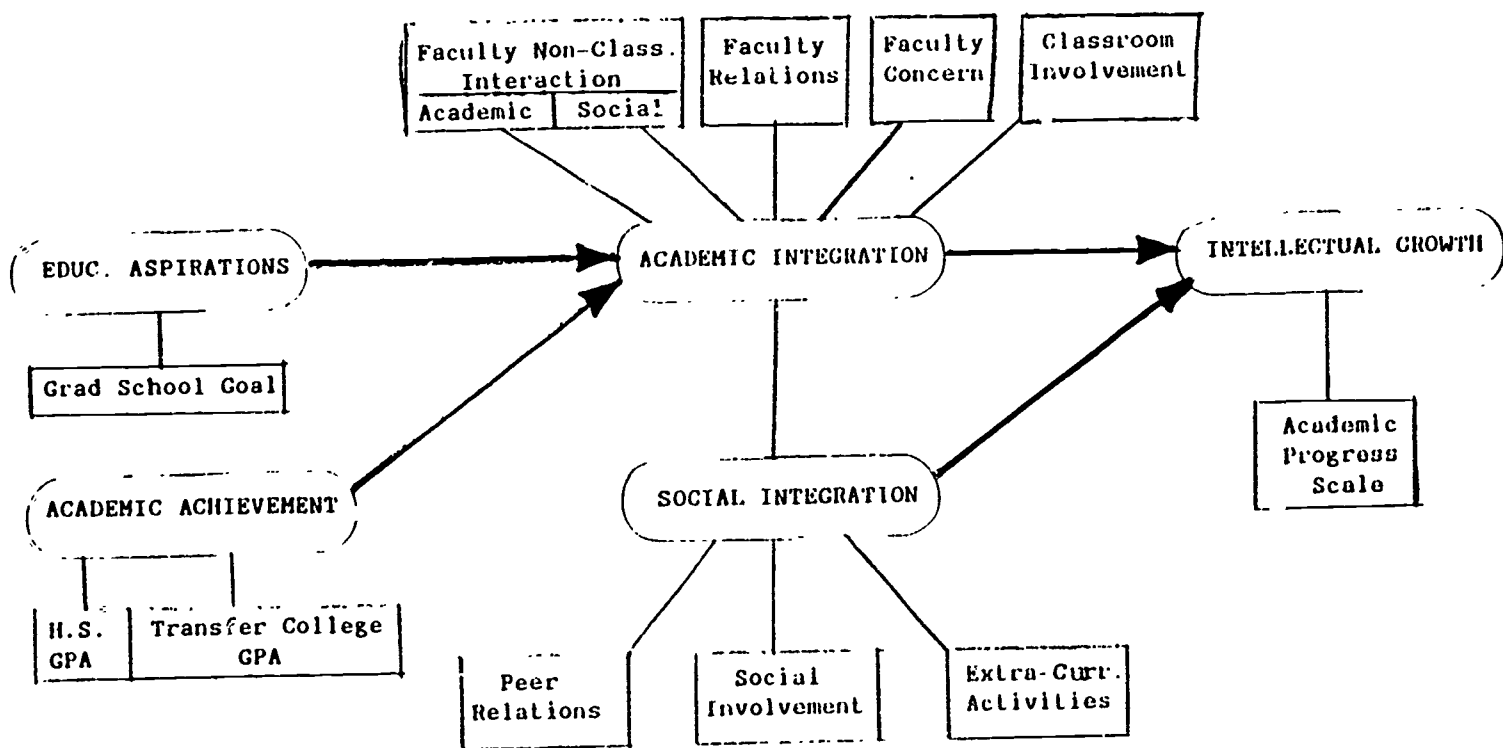 Faculty Non-Class.
Interaction
Academic
Social
Faculty
Relations
Faculty
Concern
Classroom
Involvement
EDUC. ASPIRATIONS
ACADEMIC INTEGRATION
INTELLECTUAL GROWTH
Grad School Goal
Academic
Progress
Scale
ACADEMIC ACHIEVEMENT
SOCIAL INTEGRATION
H.S.
GPA
Transfer College
GPA
Peer
Relations
Social
Involvement
Extra-Curr.
Activities